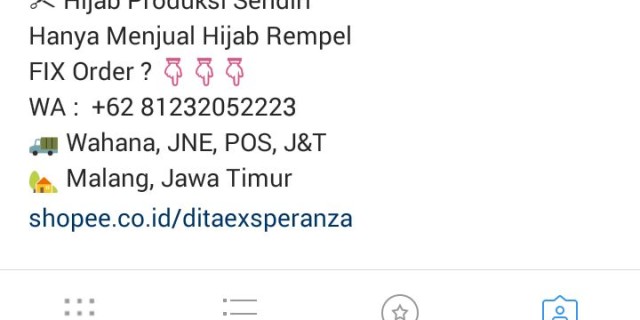 ✂ Hijab Produksi Sendiri
Hanya Menjual Hijab Rempel
FIX Order ? 👇👇👇
WA :  +62 81232052223
🚛 Wahana, JNE, POS, J&T
🏡 Malang, Jawa Timur
shopee.co.id/ditaexsperanza